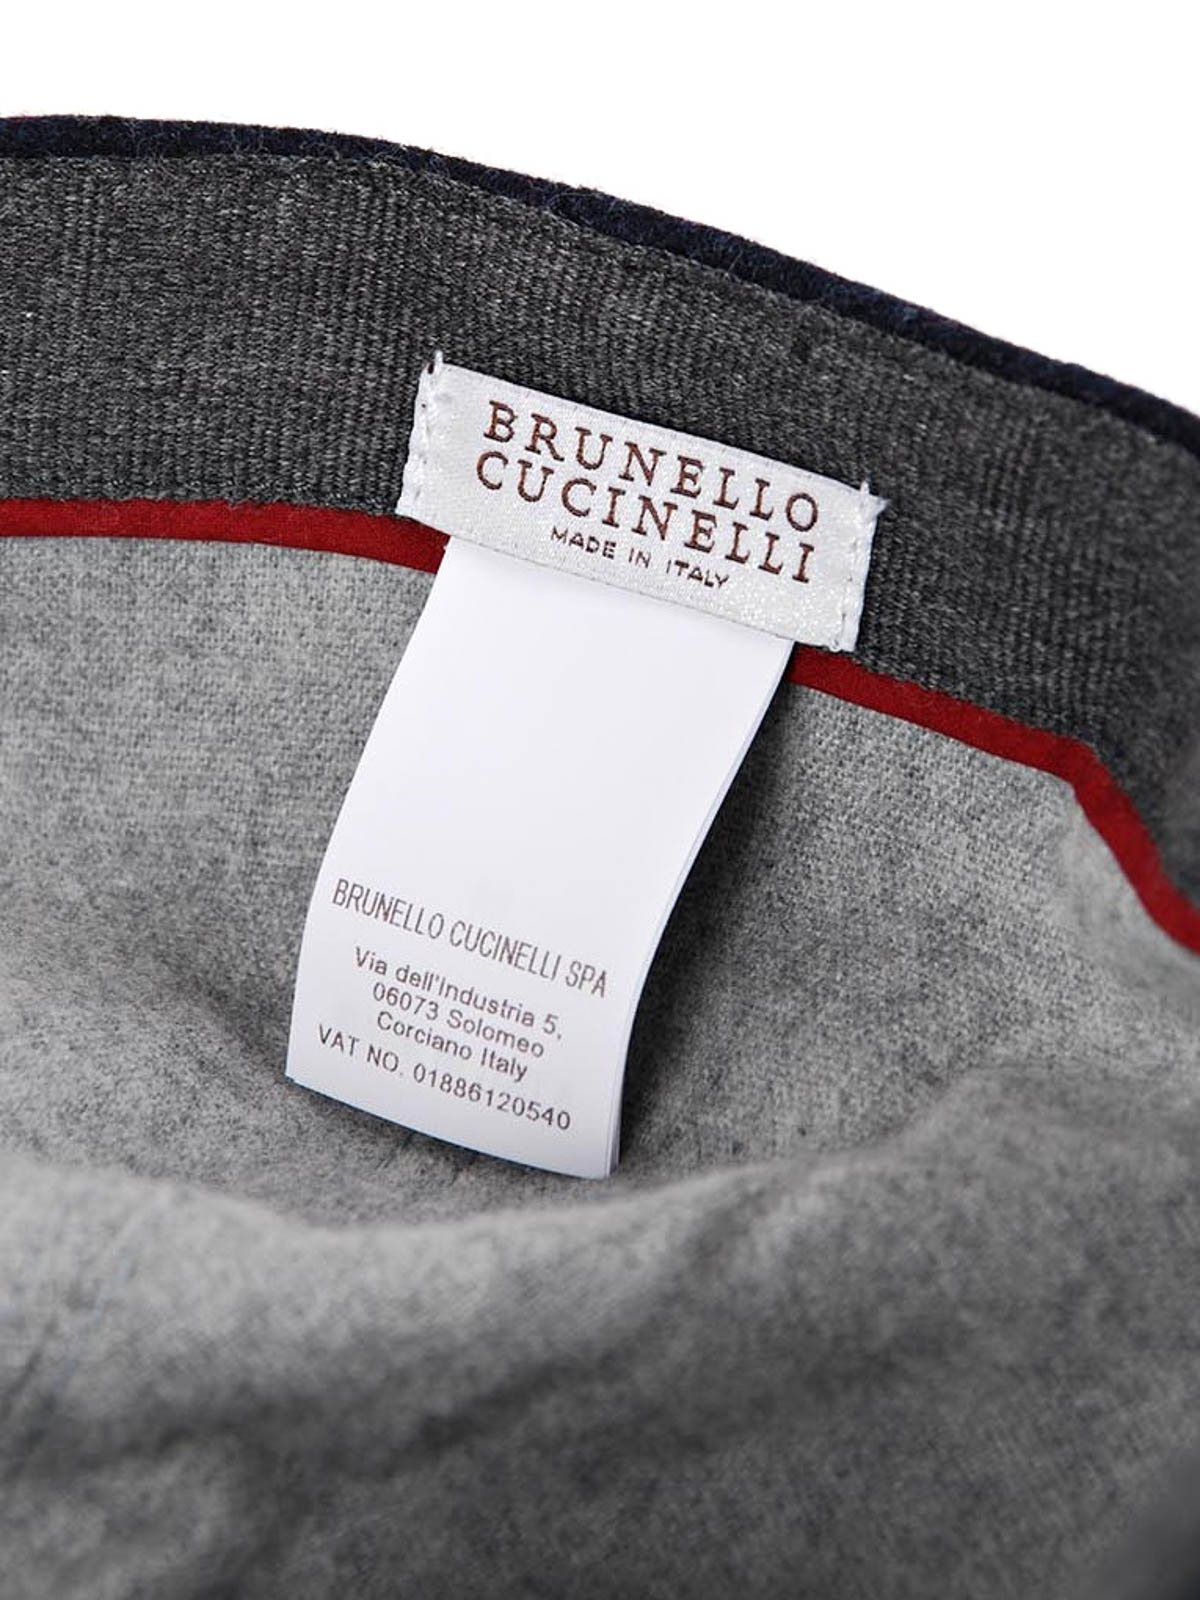 BRUNELLO
CUCINELLI
MADE IN ITALY
BRUNELLO CUCINELLI SPA
Via dell'Industria 5,
06073 Solomeo
Corciano Italy
VAT NO. 01886120540